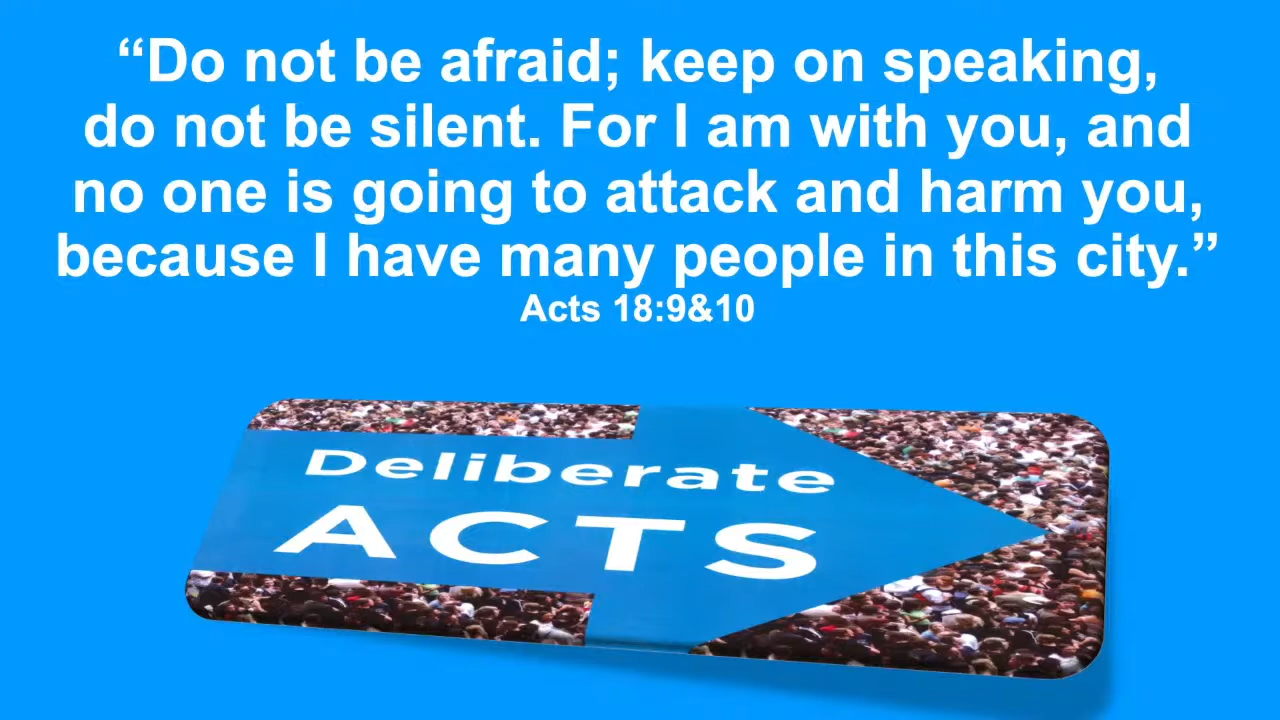 “Do not be afraid; keep on speaking,
do not be silent. For I am with you, and
no one is going to attack and harm you,
because I have many people in this city.”
Acts 18:9&10
Deliberate
ACTS